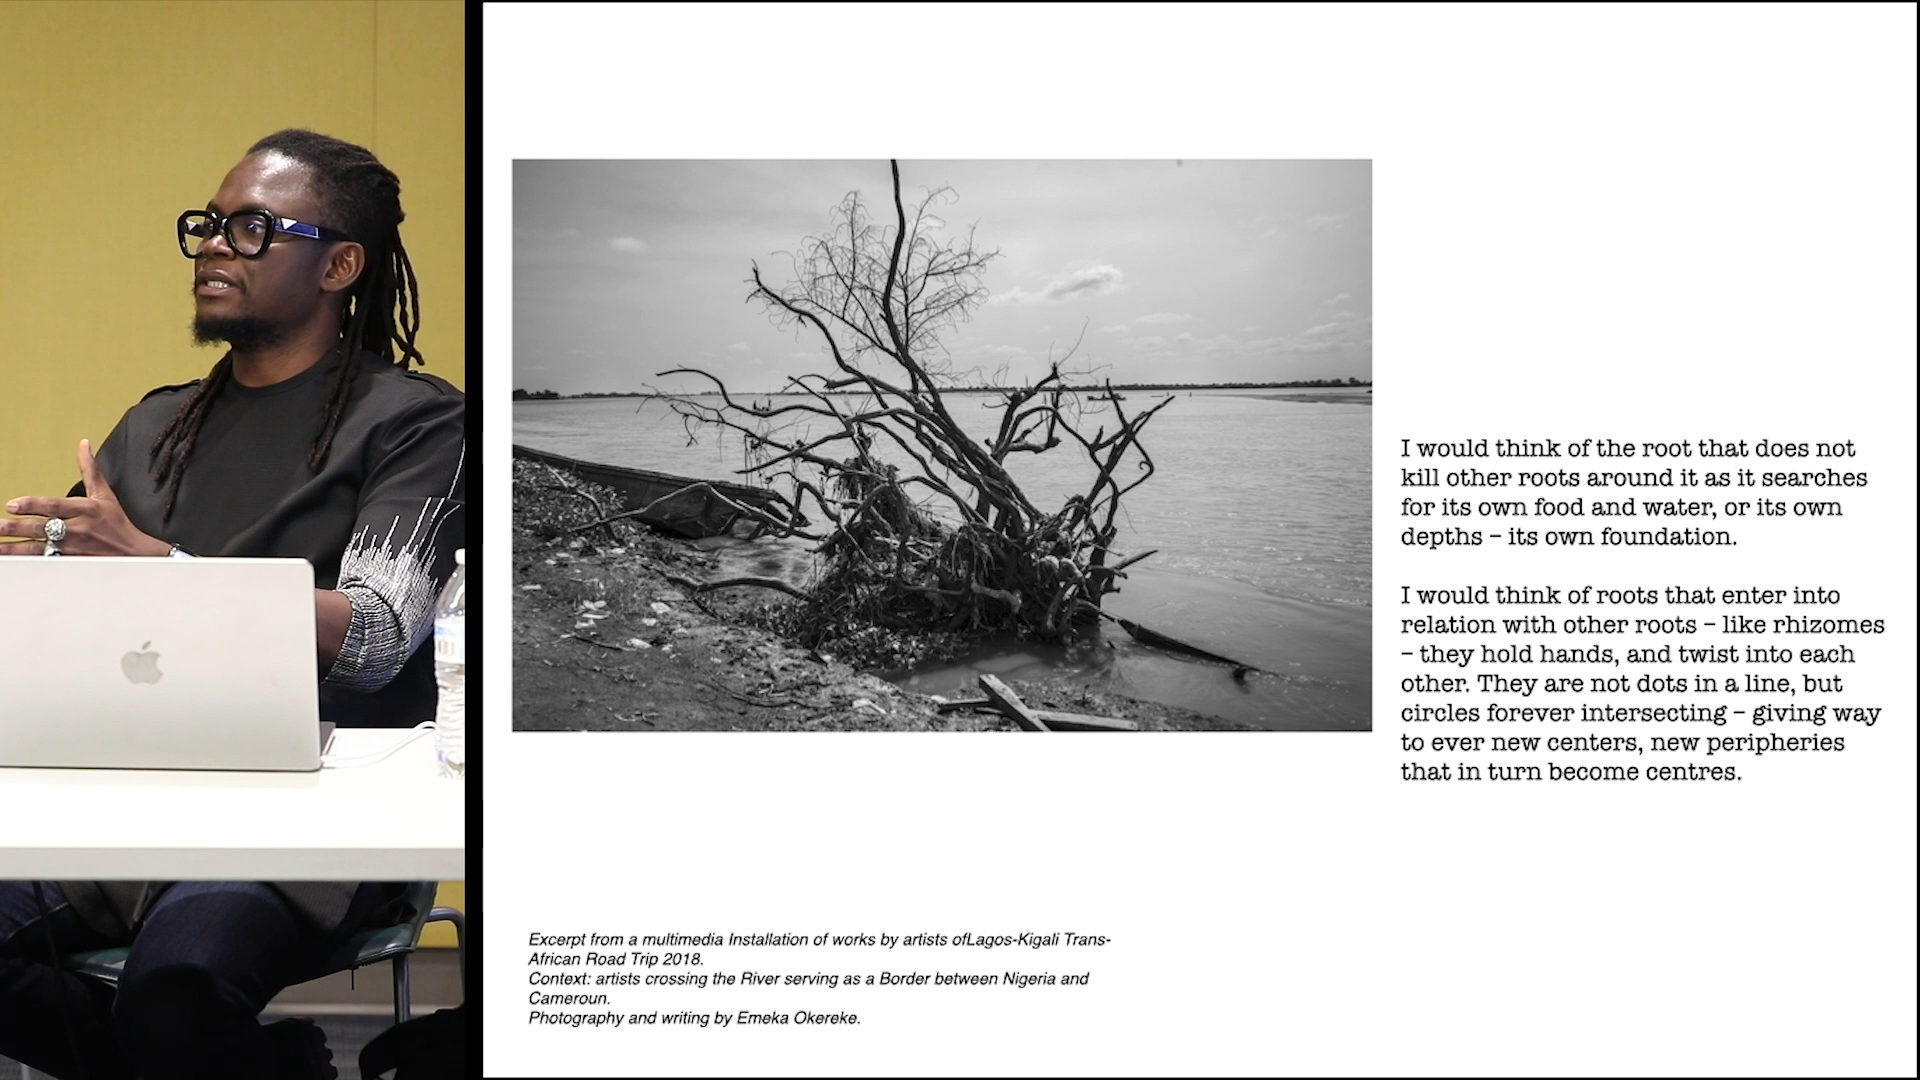 I would think of the root that does not
kill other roots around it as it searches
for its own food and water, or its own
depths – its own foundation.
I would think of roots that enter into
relation with other roots – like rhizomes
– they hold hands, and twist into each
other. They are not dots in a line, but
circles forever intersecting – giving way
to ever new centers, new peripheries
that in turn become centres.
Excerpt from a multimedia Installation of works by artists ofLagos-Kigali Trans-
African Road Trip 2018.
Context: artists crossing the River serving as a Border between Nigeria and
Cameroun.
Photography and writing by Emeka Okereke.